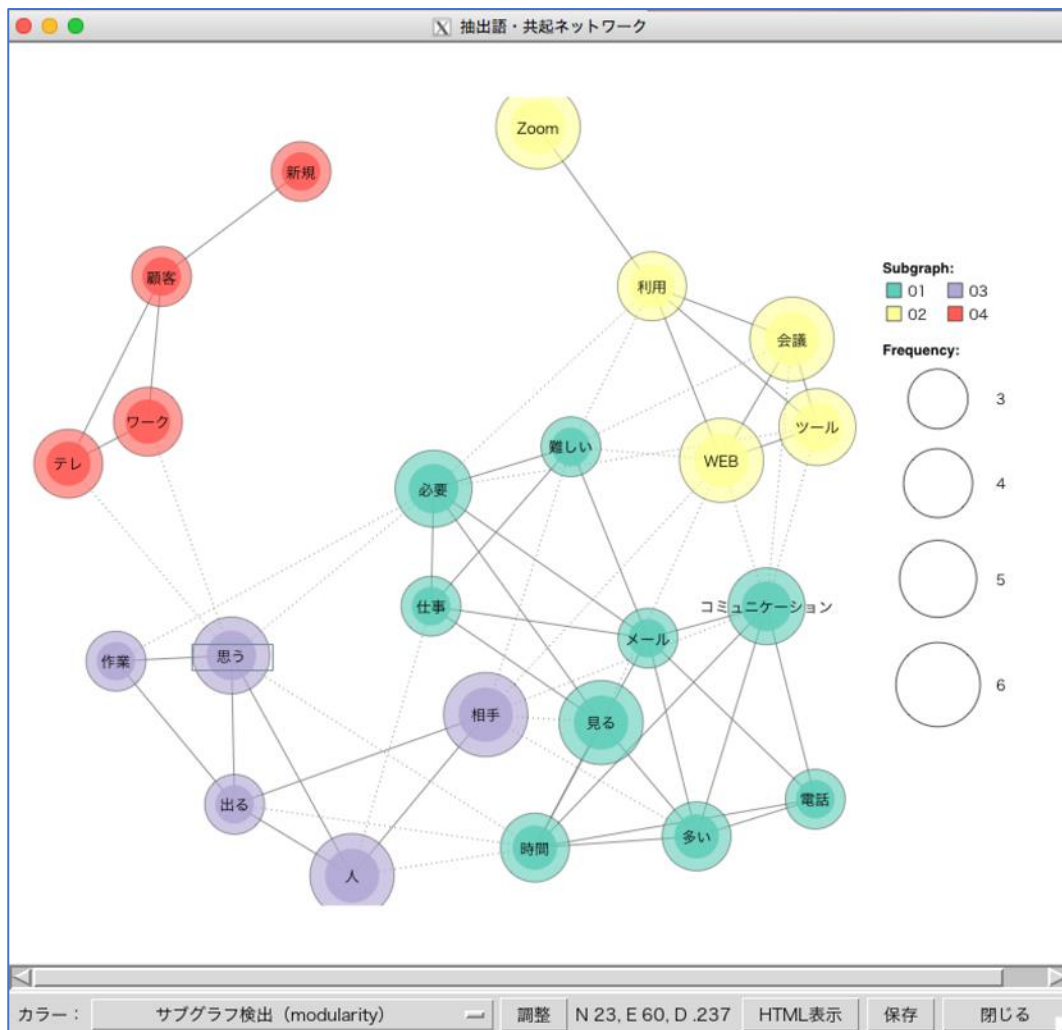 抽出語・共起ネットワーク
Zoom
新規
顧客
利用
Subgraph:
01
03
02
04
会議
Frequency:
3
ワーク
ツール
テレ
難しい
WEB
必要
4
5
仕事
コミュニケーション
メール
作業
思う
6
相手
見る
出る
電話
多い
時間
人
カラー：
サブグラフ検出（modularity）
調整
N 23, E 60, D .237
HTML表示
保存
閉じる